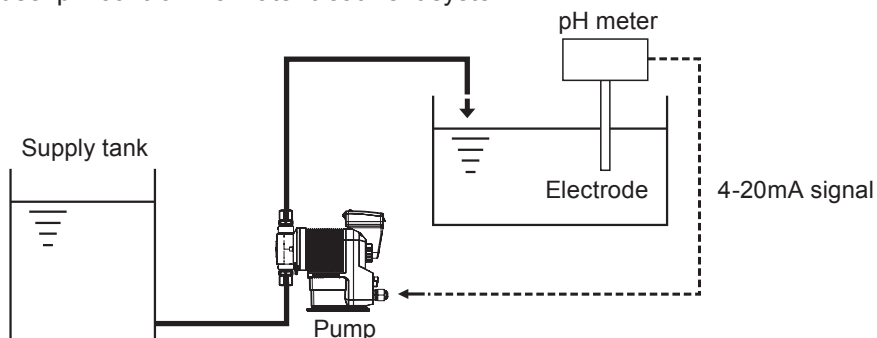 pH meter
Supply tank
Electrode
4-20mA signal
Pump